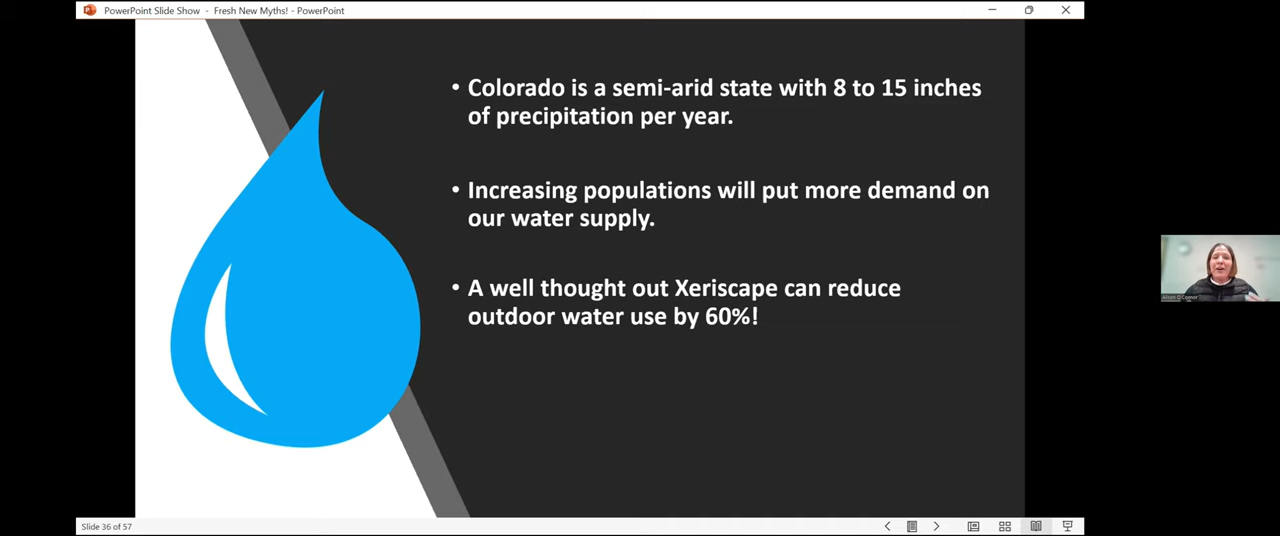 PowerPoint Slide Show - Fresh New Myths! - PowerPoint
• Colorado is a semi-arid state with 8 to 15 inches
of precipitation per year.
• Increasing populations will put more demand on
our water supply.
• A well thought out Xeriscape can reduce
outdoor water use by 60%!
Alison O'Connor
Slide 36 of 57